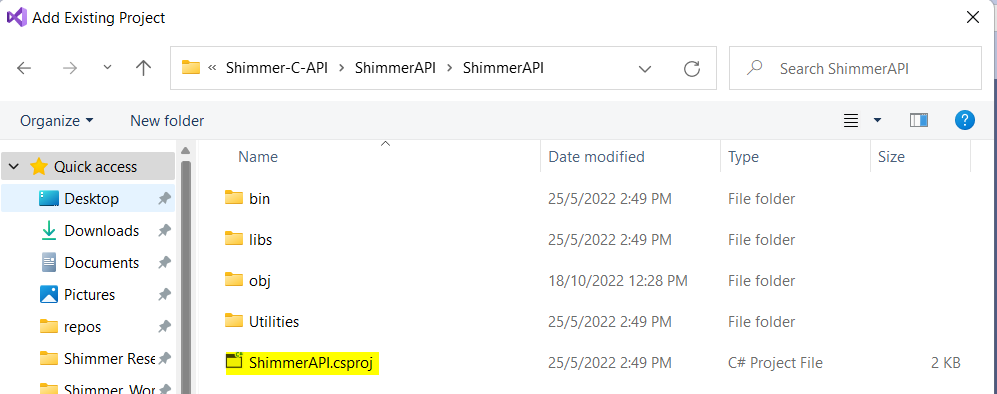 Add Existing Project
« Shimmer-C-API > ShimmerAPI > ShimmerAPI
Search ShimmerAPI
Organize
New folder
Name Date modified Type Size
Quick access
Desktop
Downloads
Documents
Pictures
repos
Shimmer Rese
Shimmer_Wor
bin 25/5/2022 2:49 PM File folder
libs 25/5/2022 2:49 PM File folder
obj 18/10/2022 12:28 PM File folder
Utilities 25/5/2022 2:49 PM File folder
ShimmerAPI.csproj 25/5/2022 2:49 PM C# Project File 2 KB